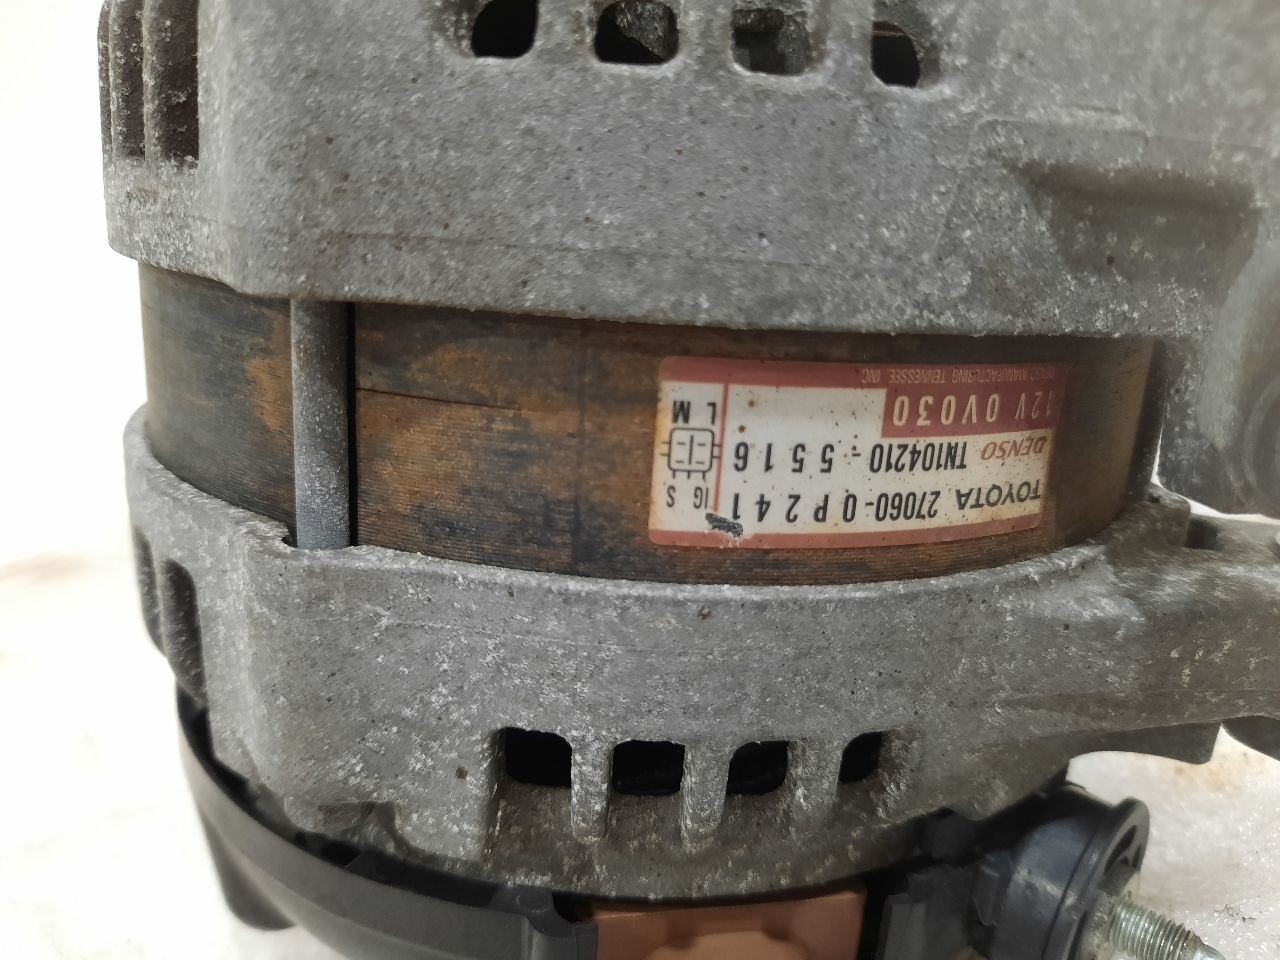 TOYOTA 27060-0P241
DENSO TN104210-5516
12V 0V030
DENSO MANUFACTURING TENNESSEE, INC
IG S
L M